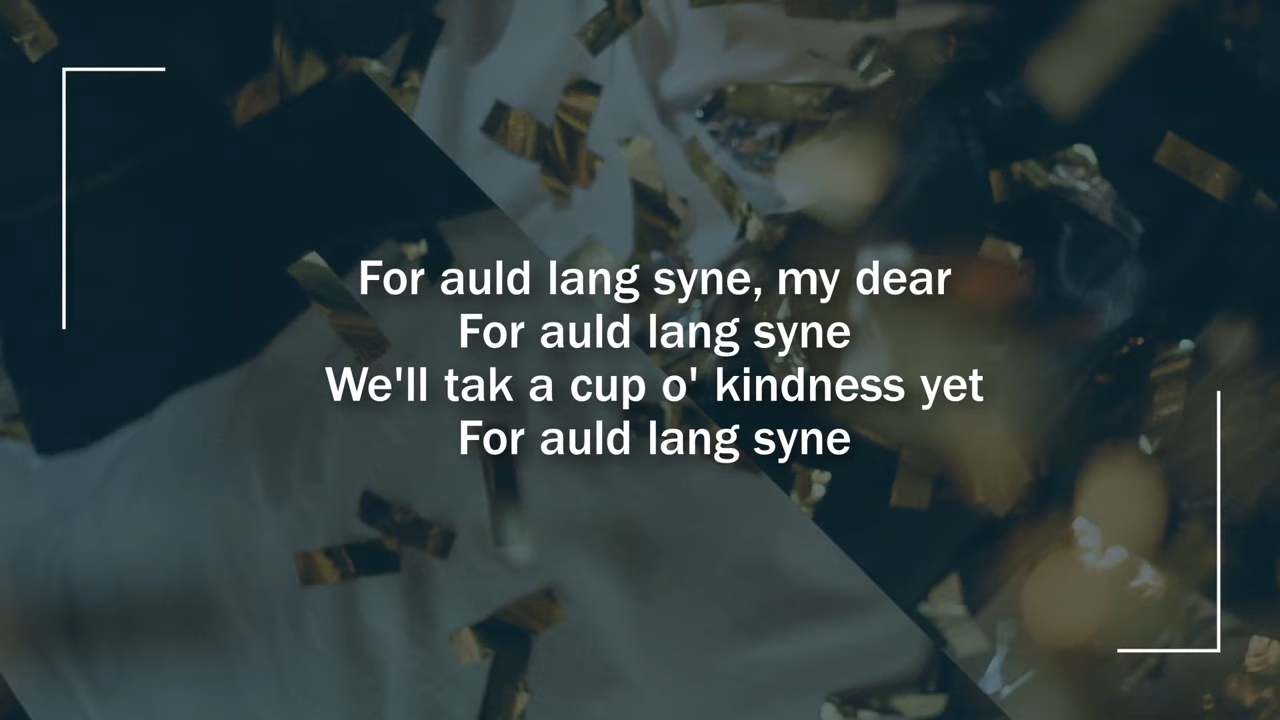 For auld lang syne, my dear
For auld lang syne
We'll tak a cup o' kindness yet
For auld lang syne